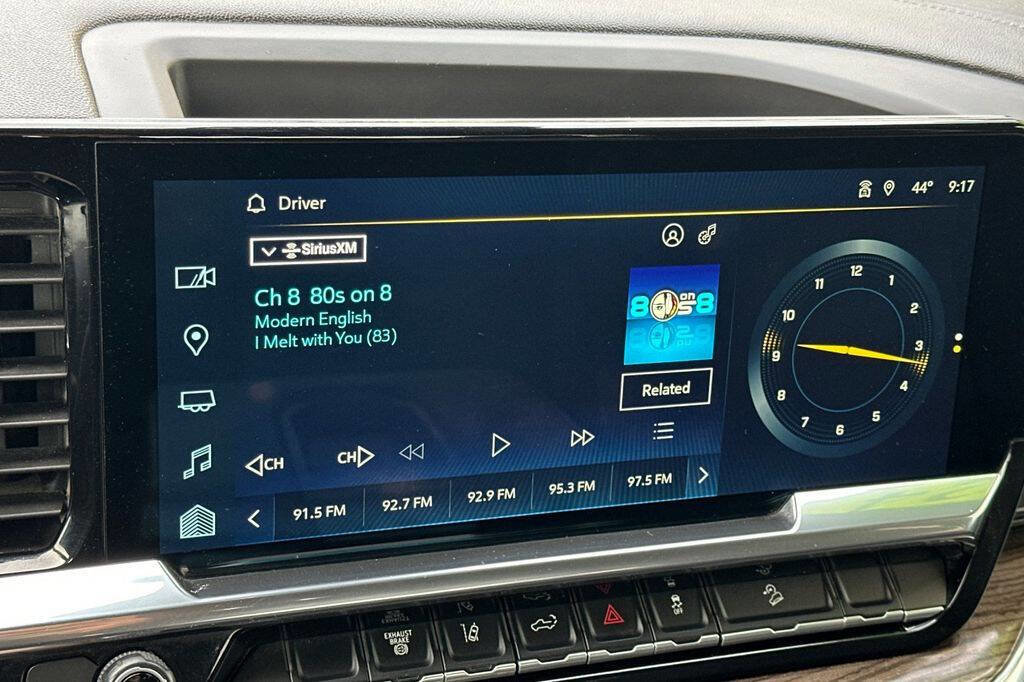 Driver
44° 9:17
SiriusXM
Ch 8 80s on 8
Modern English
I Melt with You (83)
8 on 8
Related
12
1
2
3
4
5
6
7
8
9
10
11
CH CH
91.5 FM 92.7 FM 92.9 FM 95.3 FM 97.5 FM
EXHAUST
BRAKE
OFF